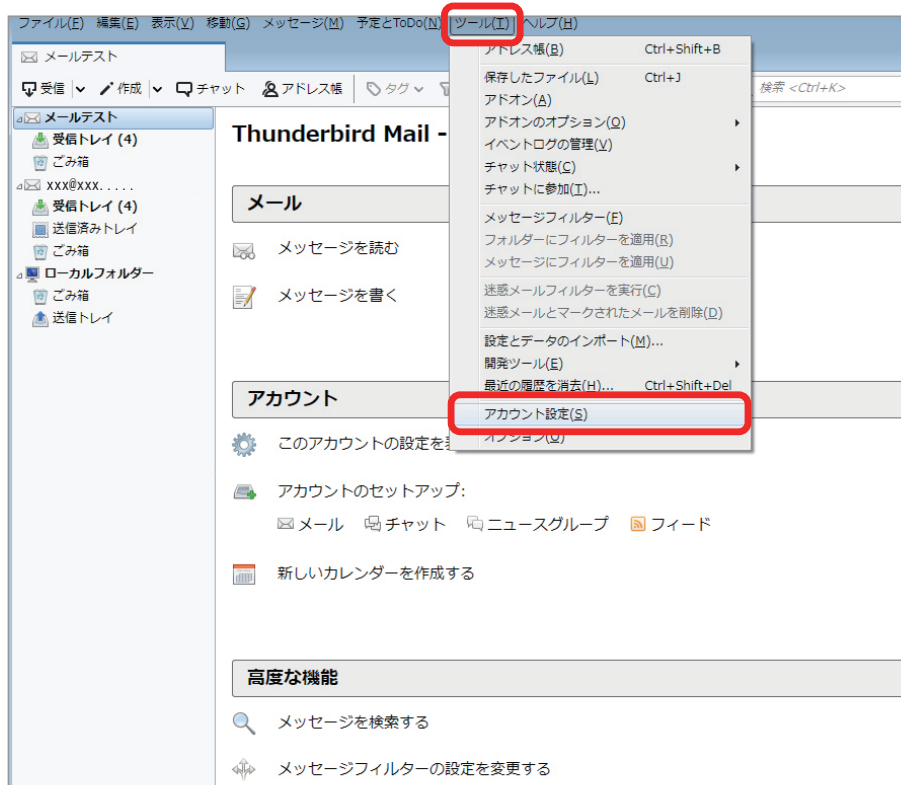 ファイル(F) 編集(E) 表示(V) 移動(G) メッセージ(M) 予定とToDo(N) ツール(T) ヘルプ(H)
メールテスト
受信 作成 チャット アドレス帳 タグ
検索 <Ctrl+K>
メールテスト
受信トレイ (4)
ごみ箱
xxx@xxx.....
受信トレイ (4)
送信済みトレイ
ごみ箱
ローカルフォルダー
ごみ箱
送信トレイ
Thunderbird Mail -
メール
メッセージを読む
メッセージを書く
アカウント
このアカウントの設定を
アカウントのセットアップ:
メール チャット ニュースグループ フィード
新しいカレンダーを作成する
高度な機能
メッセージを検索する
メッセージフィルターの設定を変更する
アドレス帳(B) Ctrl+Shift+B
保存したファイル(L) Ctrl+J
アドオン(A)
アドオンのオプション(O)
イベントログの管理(V)
チャット状態(C)
チャットに参加(T)...
メッセージフィルター(F)
フォルダーにフィルターを適用(R)
メッセージにフィルターを適用(U)
迷惑メールフィルターを実行(C)
迷惑メールとマークされたメールを削除(D)
設定とデータのインポート(M)...
開発ツール(E)
最近の履歴を消去(H)... Ctrl+Shift+Del
アカウント設定(S)
オプション(O)